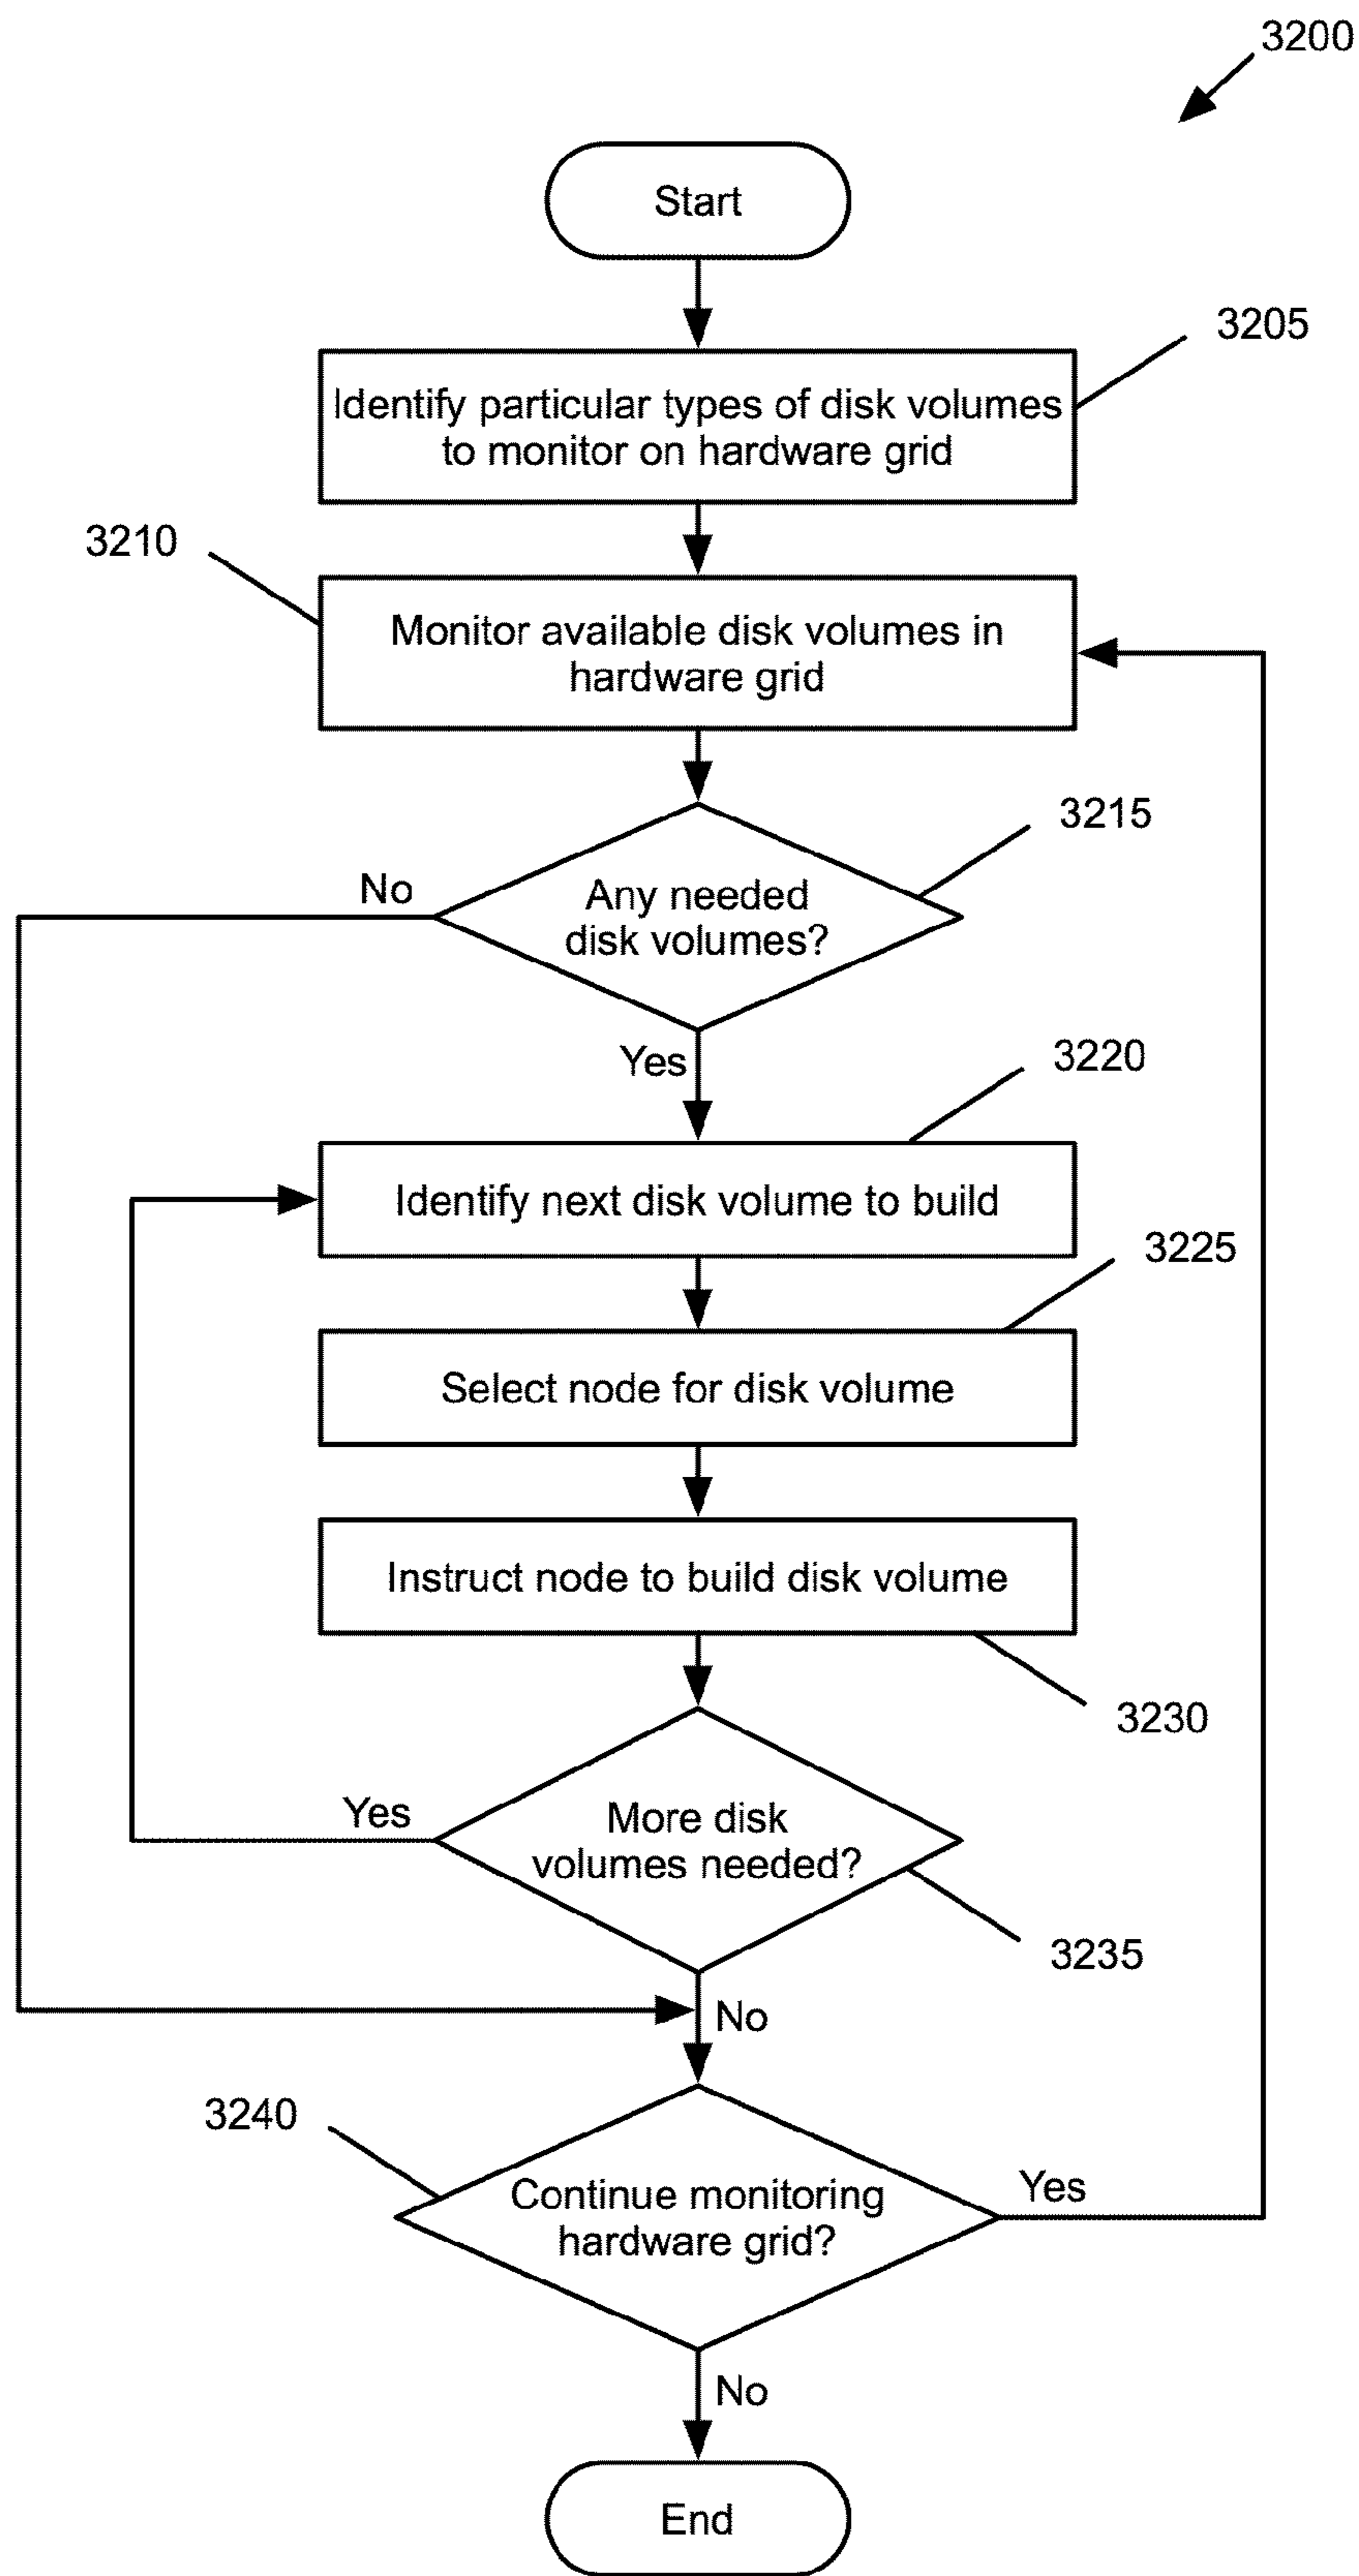 3200
Start
3205
Identify particular types of disk volumes
to monitor on hardware grid
3210
Monitor available disk volumes in
hardware grid
3215
No
Any needed
disk volumes?
Yes
3220
Identify next disk volume to build
3225
Select node for disk volume
Instruct node to build disk volume
3230
Yes
More disk
volumes needed?
3235
No
3240
Continue monitoring
hardware grid?
Yes
No
End